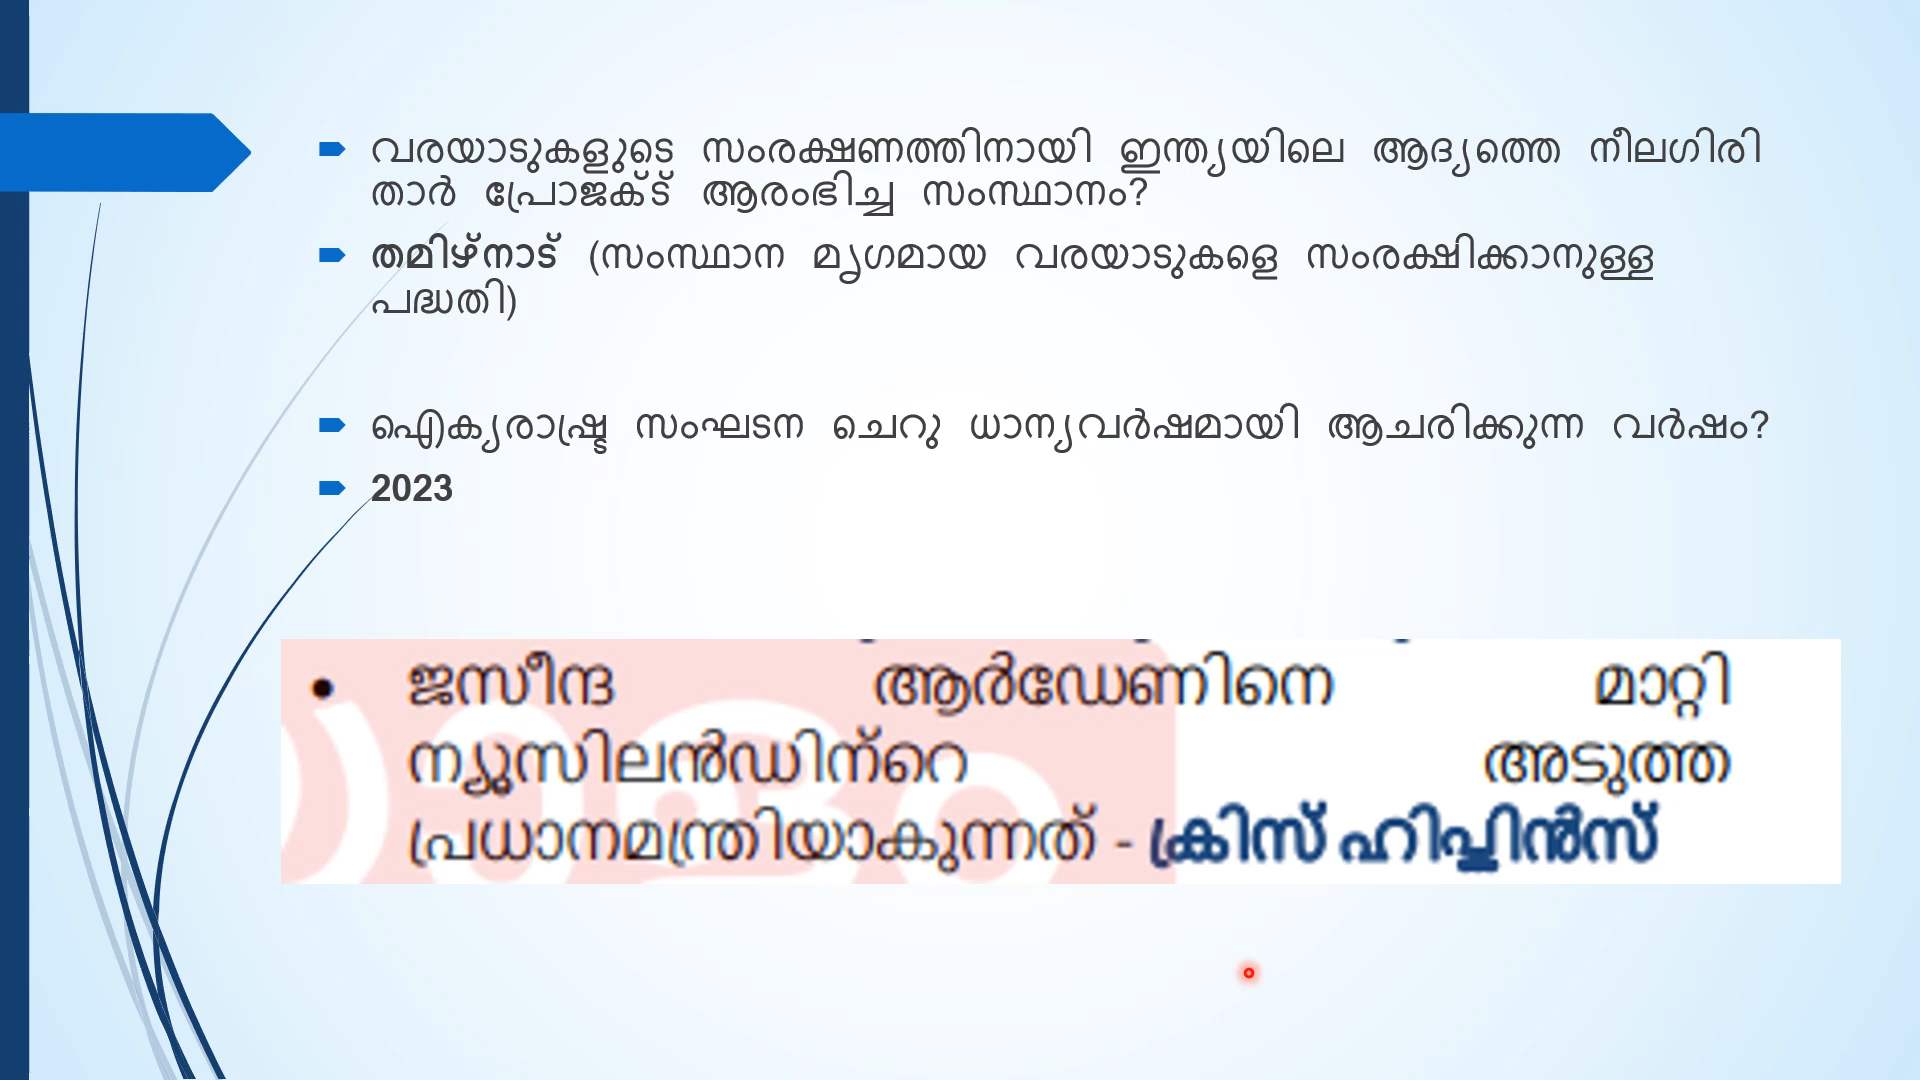 വരയാടുകളുടെ സംരക്ഷണത്തിനായി ഇന്ത്യയിലെ ആദ്യത്തെ നീലഗിരി
താർ പ്രോജക്ട് ആരംഭിച്ച സംസ്ഥാനം?
തമിഴ്നാട് (സംസ്ഥാന മൃഗമായ വരയാടുകളെ സംരക്ഷിക്കാനുള്ള
പദ്ധതി)
ഐക്യരാഷ്ട്ര സംഘടന ചെറു ധാന്യവർഷമായി ആചരിക്കുന്ന വർഷം?
2023
• ജസീന്ദ ആർഡേണിനെ മാറ്റി
ന്യൂസിലൻഡിന്റെ അടുത്ത
പ്രധാനമന്ത്രിയാകുന്നത് - ക്രിസ് ഹിപ്കിൻസ്